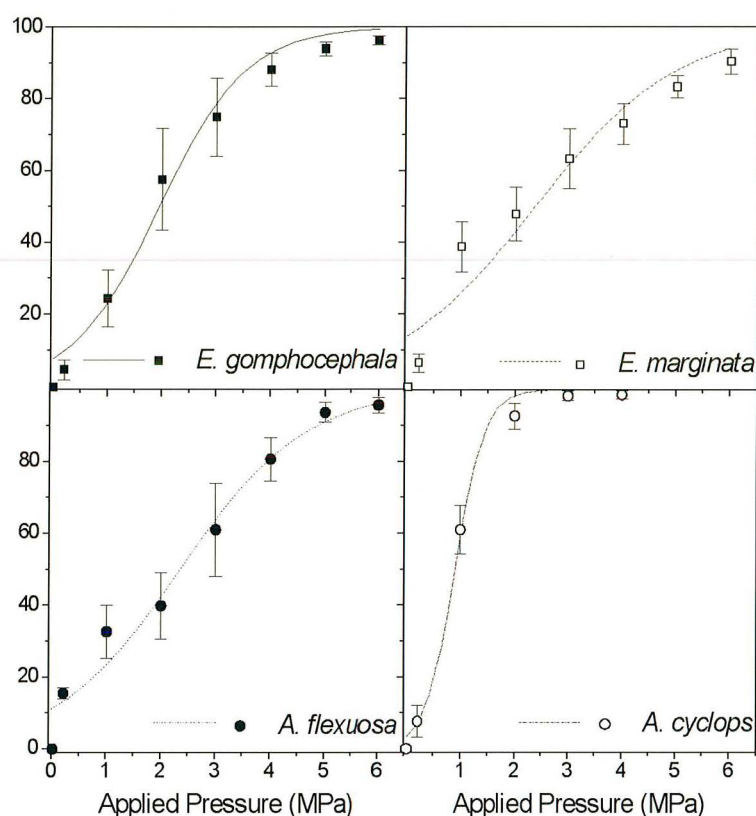 100
80
60
40
20
0
E. gomphocephala
E. marginata
80
60
40
20
0
A. flexuosa
A. cyclops
0 1 2 3 4 5 6
1 2 3 4 5 6
Applied Pressure (MPa)
Applied Pressure (MPa)